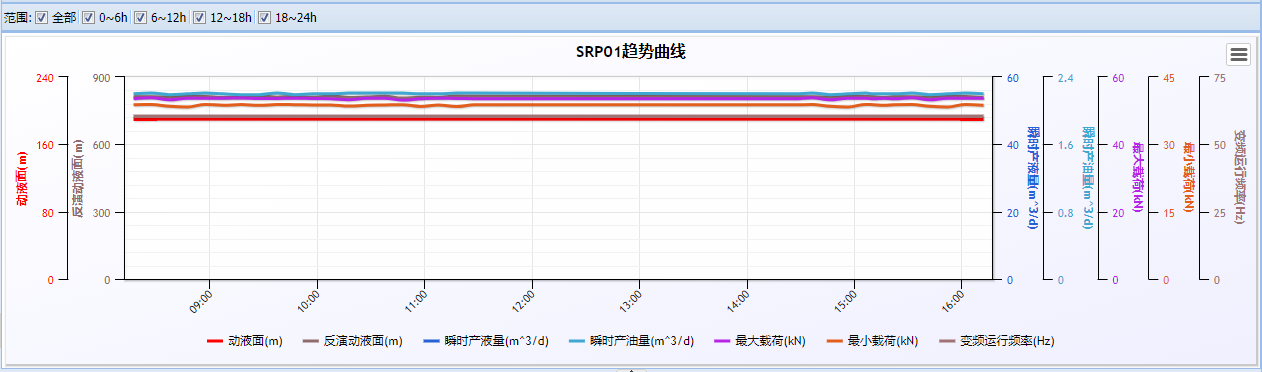 范围: 全部 0~6h 6~12h 12~18h 18~24h
SRP01趋势曲线
240 900 60 2.4 60 45 75
160 600 40 1.6 40 30 50
80 300 20 0.8 20 15 25
0 0 0 0 0 0 0
动液面(m)
反演动液面(m)
瞬时产液量(m^3/d)
瞬时产油量(m^3/d)
最大载荷(kN)
最小载荷(kN)
变频运行频率(Hz)
09:00 10:00 11:00 12:00 13:00 14:00 15:00 16:00
动液面(m) 反演动液面(m) 瞬时产液量(m^3/d) 瞬时产油量(m^3/d) 最大载荷(kN) 最小载荷(kN) 变频运行频率(Hz)